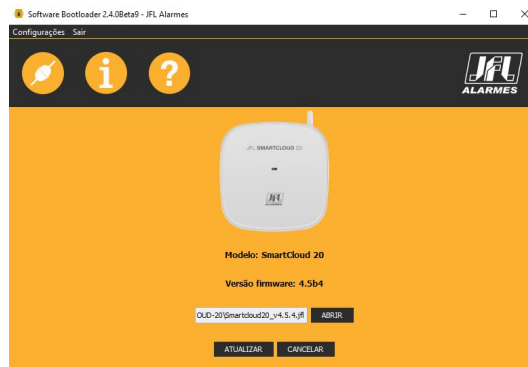 Software Bootloader 2.4.0Beta9 - JFL Alarmes
Configurações Sair
JFL
ALARMES
JFL SMARTCLOUD 20
JFL
Modelo: SmartCloud 20
Versão firmware: 4.5b4
OUD-20\Smartcloud20_v4.5.4.jfl ABRIR
ATUALIZAR CANCELAR